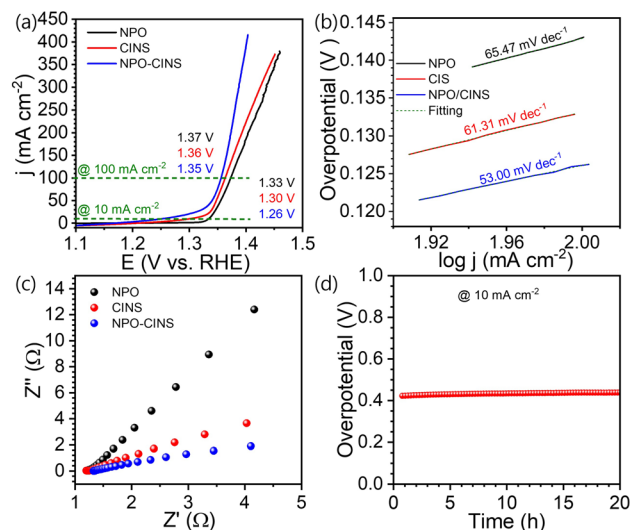 (a)
NPO
CINS
NPO-CINS
1.37 V
1.36 V
1.35 V
@ 100 mA cm⁻²
1.33 V
1.30 V
1.26 V
@ 10 mA cm⁻²
450
400
350
300
250
200
150
100
50
0
j (mA cm⁻²)
1.1 1.2 1.3 1.4 1.5
E (V vs. RHE)
(b)
0.145
0.140
0.135
0.130
0.125
0.120
Overpotential (V)
65.47 mV dec⁻¹
NPO
CIS
NPO/CINS
Fitting
61.31 mV dec⁻¹
53.00 mV dec⁻¹
1.92 1.96 2.00
log j (mA cm⁻²)
(c)
NPO
CINS
NPO-CINS
14
12
10
8
6
4
2
0
Z" (Ω)
1 2 3 4 5
Z' (Ω)
(d)
@ 10 mA cm⁻²
1.0
0.8
0.6
0.4
0.2
0.0
Overpotential (V)
0 5 10 15 20
Time (h)